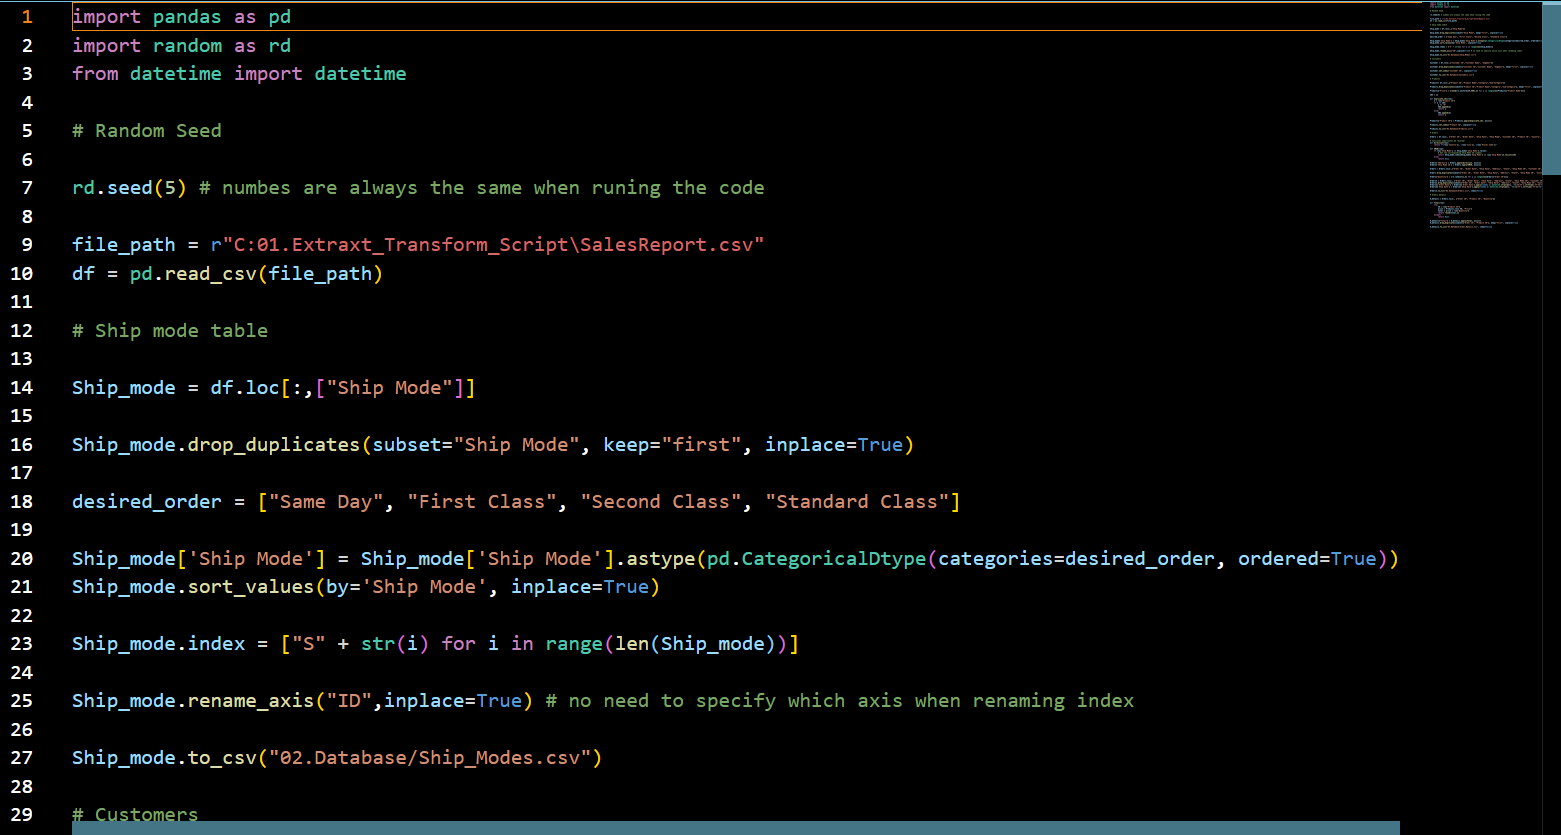 1 import pandas as pd
2 import random as rd
3 from datetime import datetime
4
5 # Random Seed
6
7 rd.seed(5) # numbes are always the same when runing the code
8
9 file_path = r"C:01.Extraxt_Transform_Script\SalesReport.csv"
10 df = pd.read_csv(file_path)
11
12 # Ship mode table
13
14 Ship_mode = df.loc[:,["Ship Mode"]]
15
16 Ship_mode.drop_duplicates(subset="Ship Mode", keep="first", inplace=True)
17
18 desired_order = ["Same Day", "First Class", "Second Class", "Standard Class"]
19
20 Ship_mode['Ship Mode'] = Ship_mode['Ship Mode'].astype(pd.CategoricalDtype(categories=desired_order, ordered=True))
21 Ship_mode.sort_values(by='Ship Mode', inplace=True)
22
23 Ship_mode.index = ["S" + str(i) for i in range(len(Ship_mode))]
24
25 Ship_mode.rename_axis("ID",inplace=True) # no need to specify which axis when renaming index
26
27 Ship_mode.to_csv("02.Database/Ship_Modes.csv")
28
29 # Customers